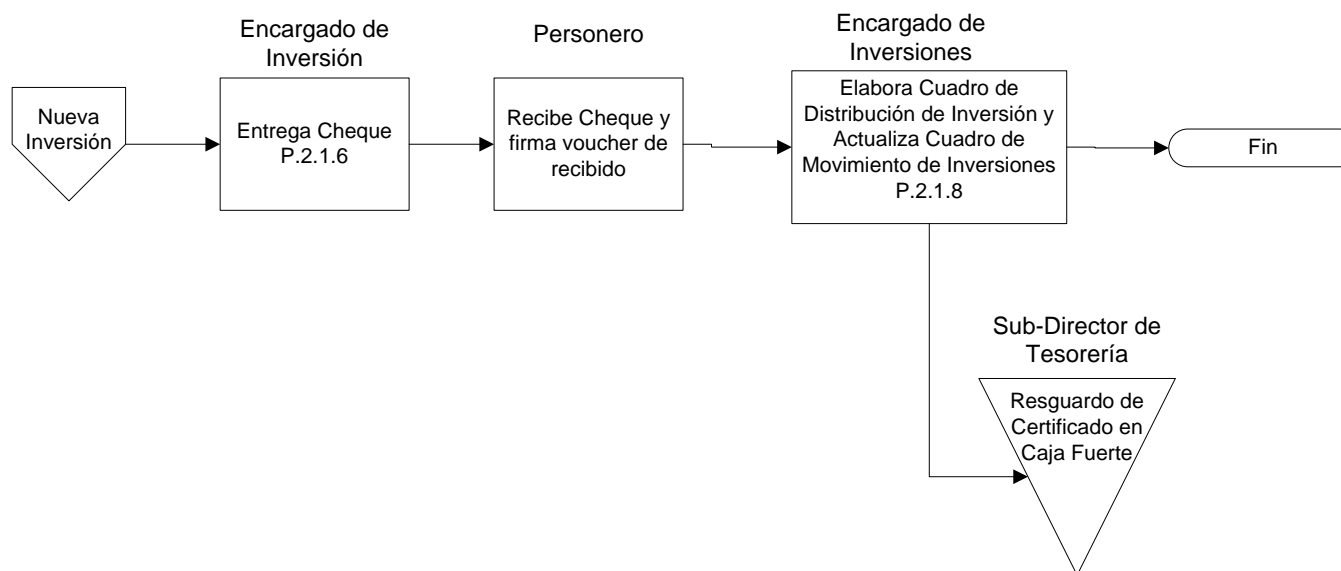 Encargado de
Inversión
Personero
Encargado de
Inversiones
Nueva
Inversión
Entrega Cheque
P.2.1.6
Recibe Cheque y
firma voucher de
recibido
Elabora Cuadro de
Distribución de Inversión y
Actualiza Cuadro de
Movimiento de Inversiones
P.2.1.8
Fin
Sub-Director de
Tesorería
Resguardo de
Certificado en
Caja Fuerte